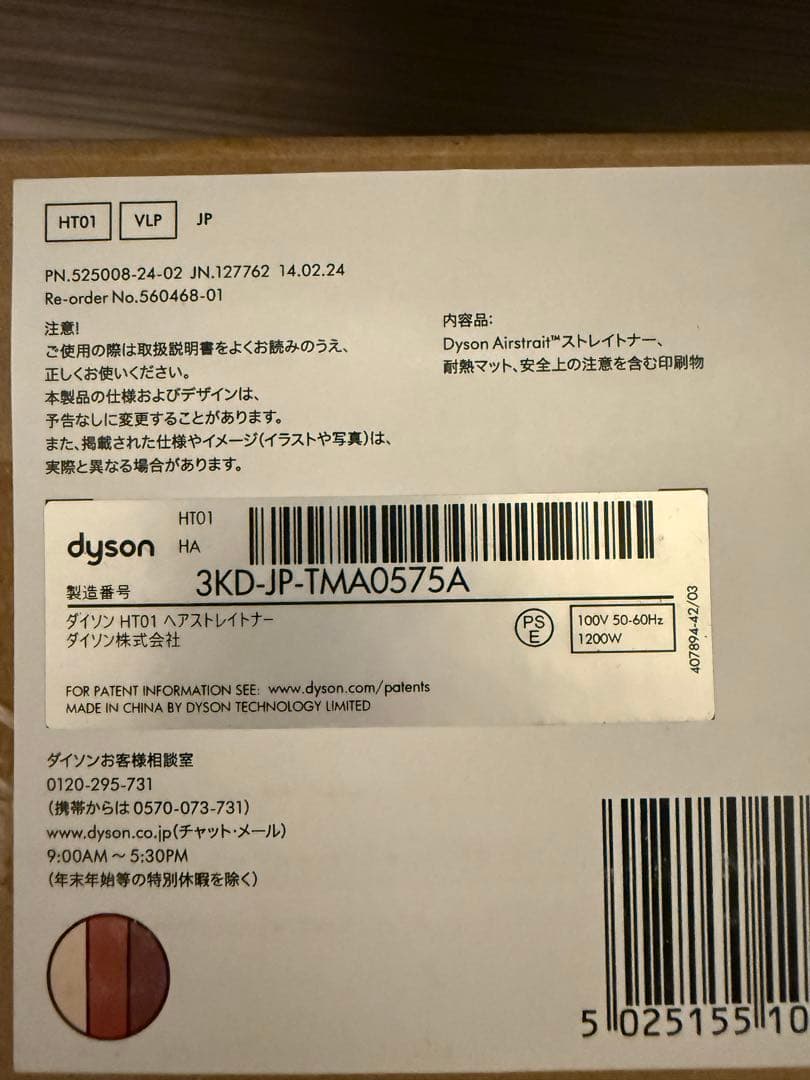 HT01 VLP JP
PN.525008-24-02 JN.127762 14.02.24
Re-order No.560468-01
注意!
ご使用の際は取扱説明書をよくお読みのうえ、
正しくお使いください。
本製品の仕様およびデザインは、
予告なしに変更することがあります。
また、掲載された仕様やイメージ(イラストや写真)は、
実際と異なる場合があります。
内容品:
Dyson Airstrait™ストレイトナー、
耐熱マット、安全上の注意を含む印刷物
dyson
HT01
HA
製造番号 3KD-JP-TMA0575A
ダイソン HT01 ヘアストレイトナー
ダイソン株式会社
PS
E
100V 50-60Hz
1200W
407894-42/03
FOR PATENT INFORMATION SEE: www.dyson.com/patents
MADE IN CHINA BY DYSON TECHNOLOGY LIMITED
ダイソンお客様相談室
0120-295-731
(携帯からは 0570-073-731)
www.dyson.co.jp(チャット・メール)
9:00AM ~ 5:30PM
(年末年始等の特別休暇を除く)
5 025155 10